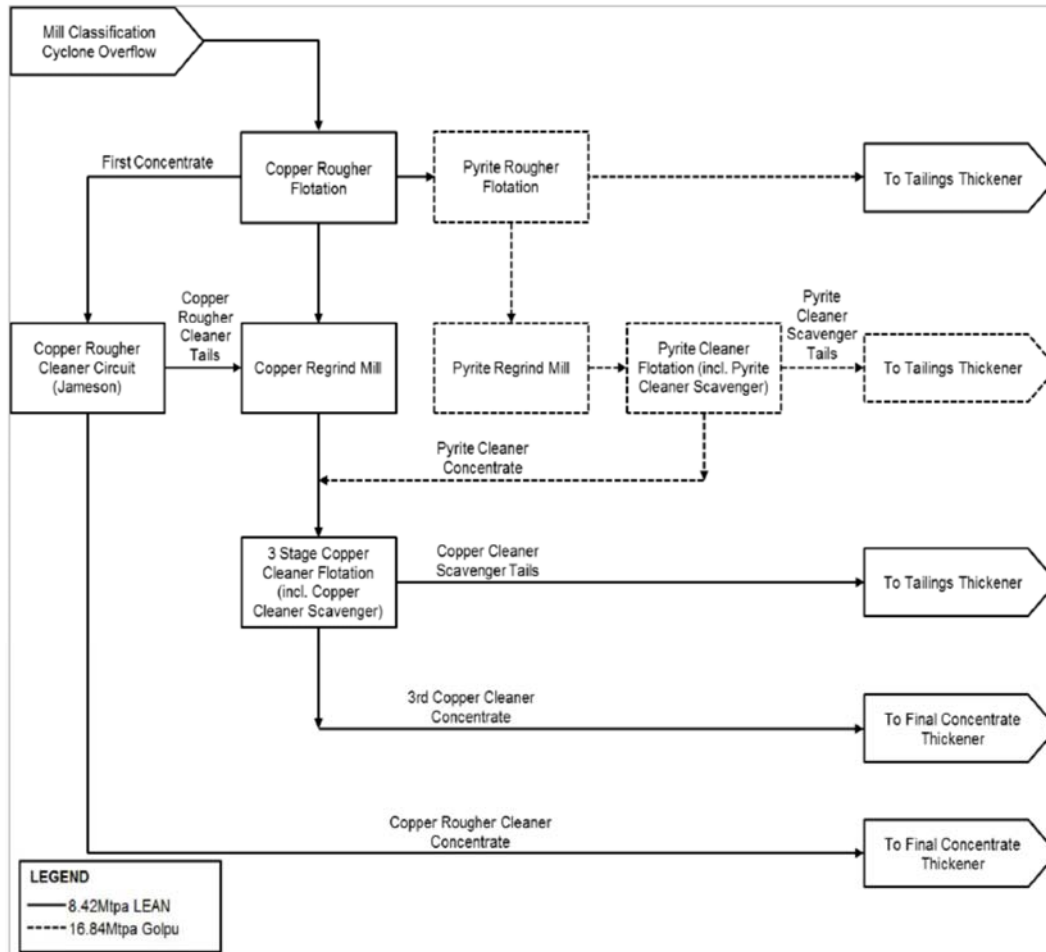 Mill Classification
Cyclone Overflow
First Concentrate
Copper Rougher
Flotation
Pyrite Rougher
Flotation
To Tailings Thickener
Copper
Rougher
Cleaner
Tails
Pyrite
Cleaner
Scavenger
Tails
Copper Rougher
Cleaner Circuit
(Jameson)
Copper Regrind Mill
Pyrite Regrind Mill
Pyrite Cleaner
Flotation (incl. Pyrite
Cleaner Scavenger)
To Tailings Thickener
Pyrite Cleaner
Concentrate
3 Stage Copper
Cleaner Flotation
(incl. Copper
Cleaner Scavenger)
Copper Cleaner
Scavenger Tails
To Tailings Thickener
3rd Copper Cleaner
Concentrate
To Final Concentrate
Thickener
Copper Rougher Cleaner
Concentrate
To Final Concentrate
Thickener
LEGEND
8.42Mtpa LEAN
16.84Mtpa Golpu